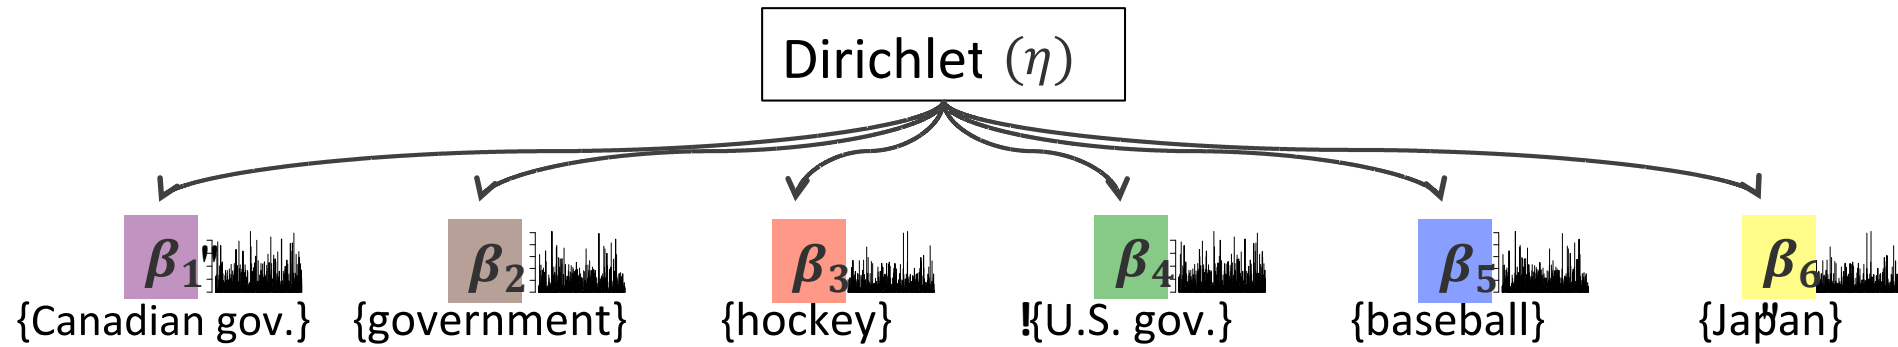 Dirichlet (η)
β1" β2 β3 β4 β5 β6
{Canadian gov.} {government} {hockey} !{U.S. gov.} {baseball} {Japan}
"